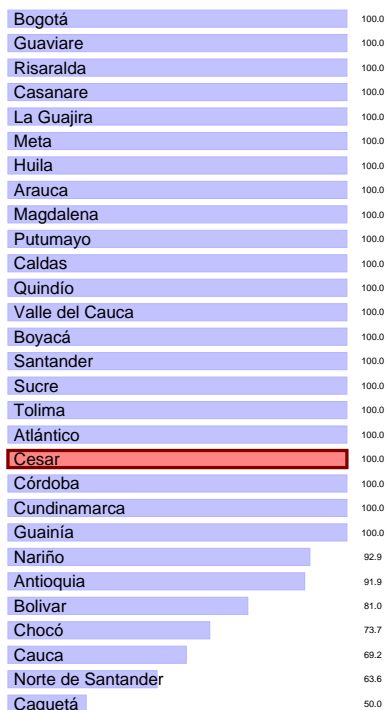 Bogotá 100.0
Guaviare 100.0
Risaralda 100.0
Casanare 100.0
La Guajira 100.0
Meta 100.0
Huila 100.0
Arauca 100.0
Magdalena 100.0
Putumayo 100.0
Caldas 100.0
Quindío 100.0
Valle del Cauca 100.0
Boyacá 100.0
Santander 100.0
Sucre 100.0
Tolima 100.0
Atlántico 100.0
Cesar 100.0
Córdoba 100.0
Cundinamarca 100.0
Guainía 100.0
Nariño 92.9
Antioquia 91.9
Bolivar 81.0
Chocó 73.7
Cauca 69.2
Norte de Santander 63.6
Caquetá 50.0